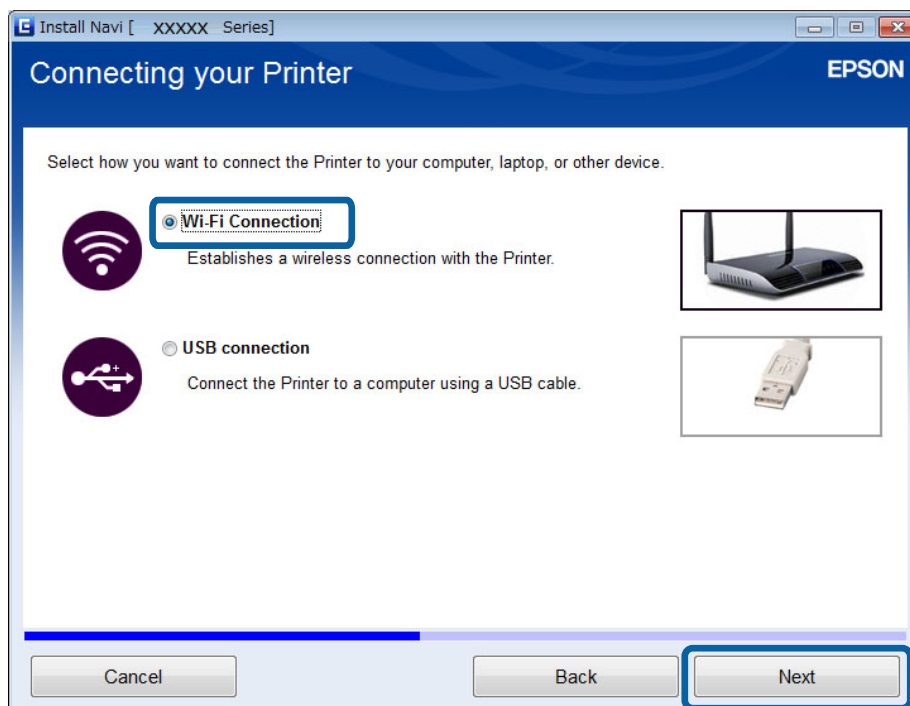 Install Navi [ XXXXX Series]
Connecting your Printer
EPSON
Select how you want to connect the Printer to your computer, laptop, or other device.
Wi-Fi Connection
Establishes a wireless connection with the Printer.
USB connection
Connect the Printer to a computer using a USB cable.
Cancel
Back
Next